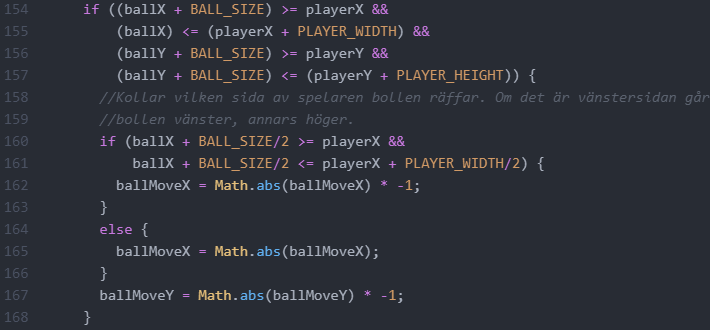 154 if ((ballX + BALL_SIZE) >= playerX &&
155 (ballX) <= (playerX + PLAYER_WIDTH) &&
156 (ballY + BALL_SIZE) >= playerY &&
157 (ballY + BALL_SIZE) <= (playerY + PLAYER_HEIGHT)) {
158 //Kollar vilken sida av spelaren bollen räffar. Om det är vänstersidan går
159 //bollen vänster, annars höger.
160 if (ballX + BALL_SIZE/2 >= playerX &&
161 ballX + BALL_SIZE/2 <= playerX + PLAYER_WIDTH/2) {
162 ballMoveX = Math.abs(ballMoveX) * -1;
163 }
164 else {
165 ballMoveX = Math.abs(ballMoveX);
166 }
167 ballMoveY = Math.abs(ballMoveY) * -1;
168 }